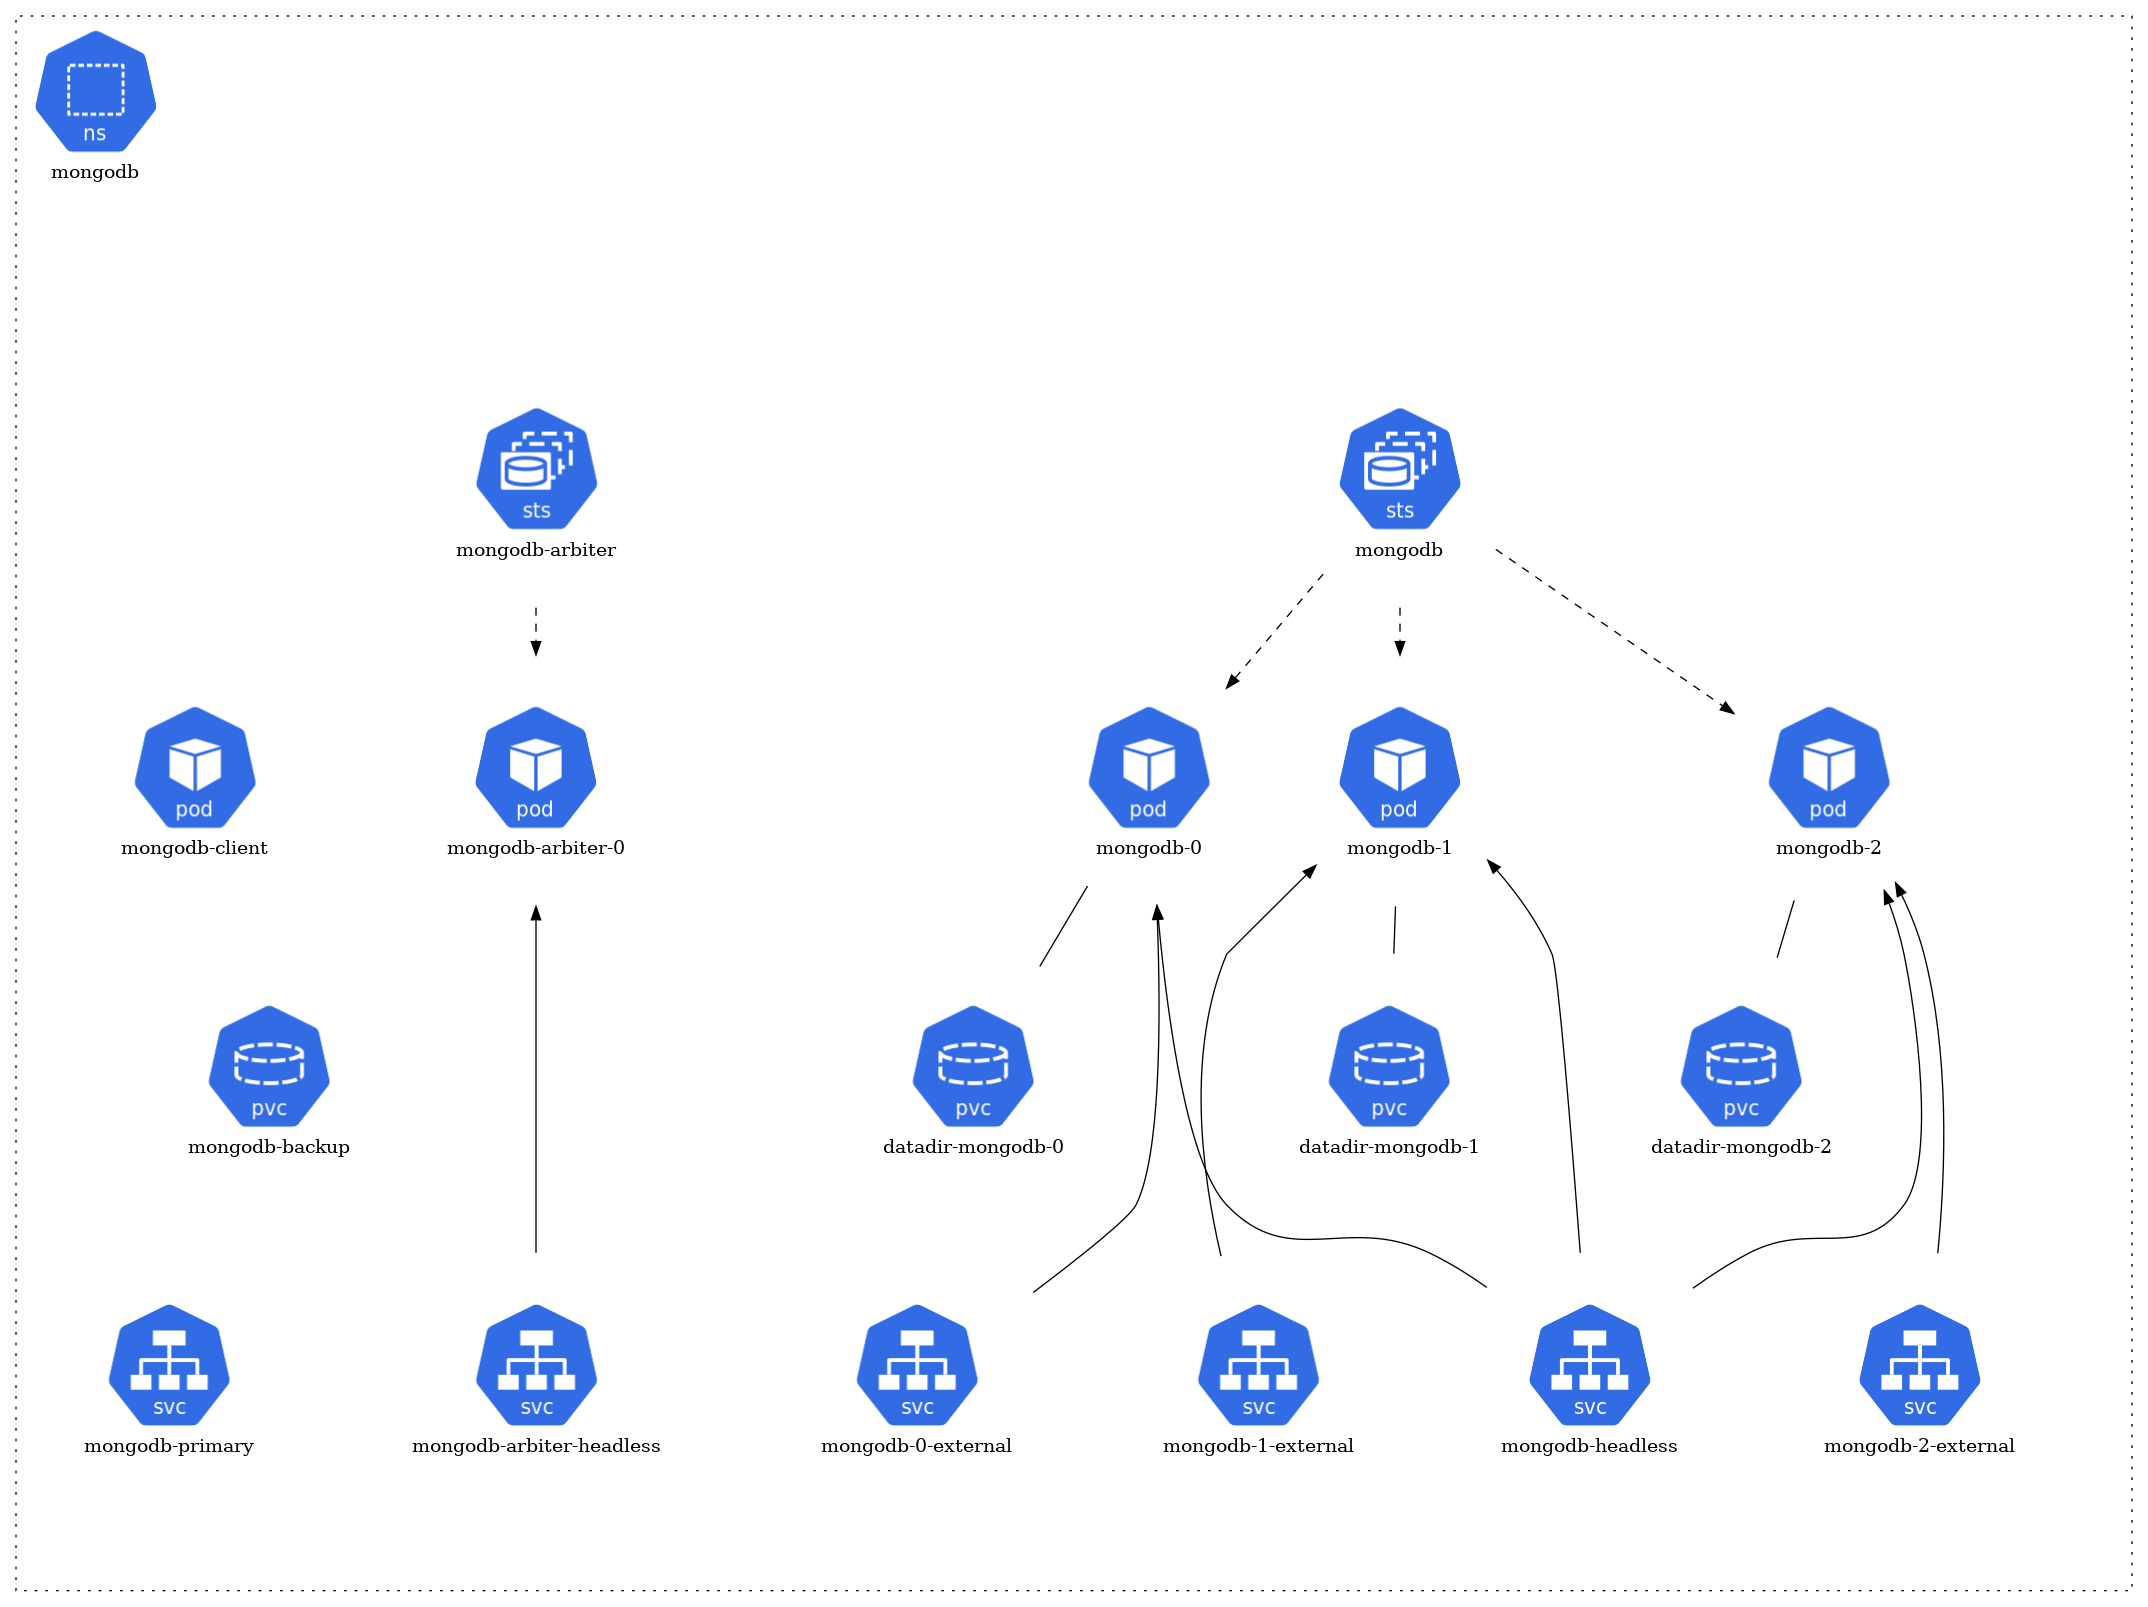 ns
mongodb
sts
mongodb-arbiter
sts
mongodb
pod
mongodb-client
pod
mongodb-arbiter-0
pod
mongodb-0
pod
mongodb-1
pod
mongodb-2
pvc
mongodb-backup
pvc
datadir-mongodb-0
pvc
datadir-mongodb-1
pvc
datadir-mongodb-2
svc
mongodb-primary
svc
mongodb-arbiter-headless
svc
mongodb-0-external
svc
mongodb-1-external
svc
mongodb-headless
svc
mongodb-2-external